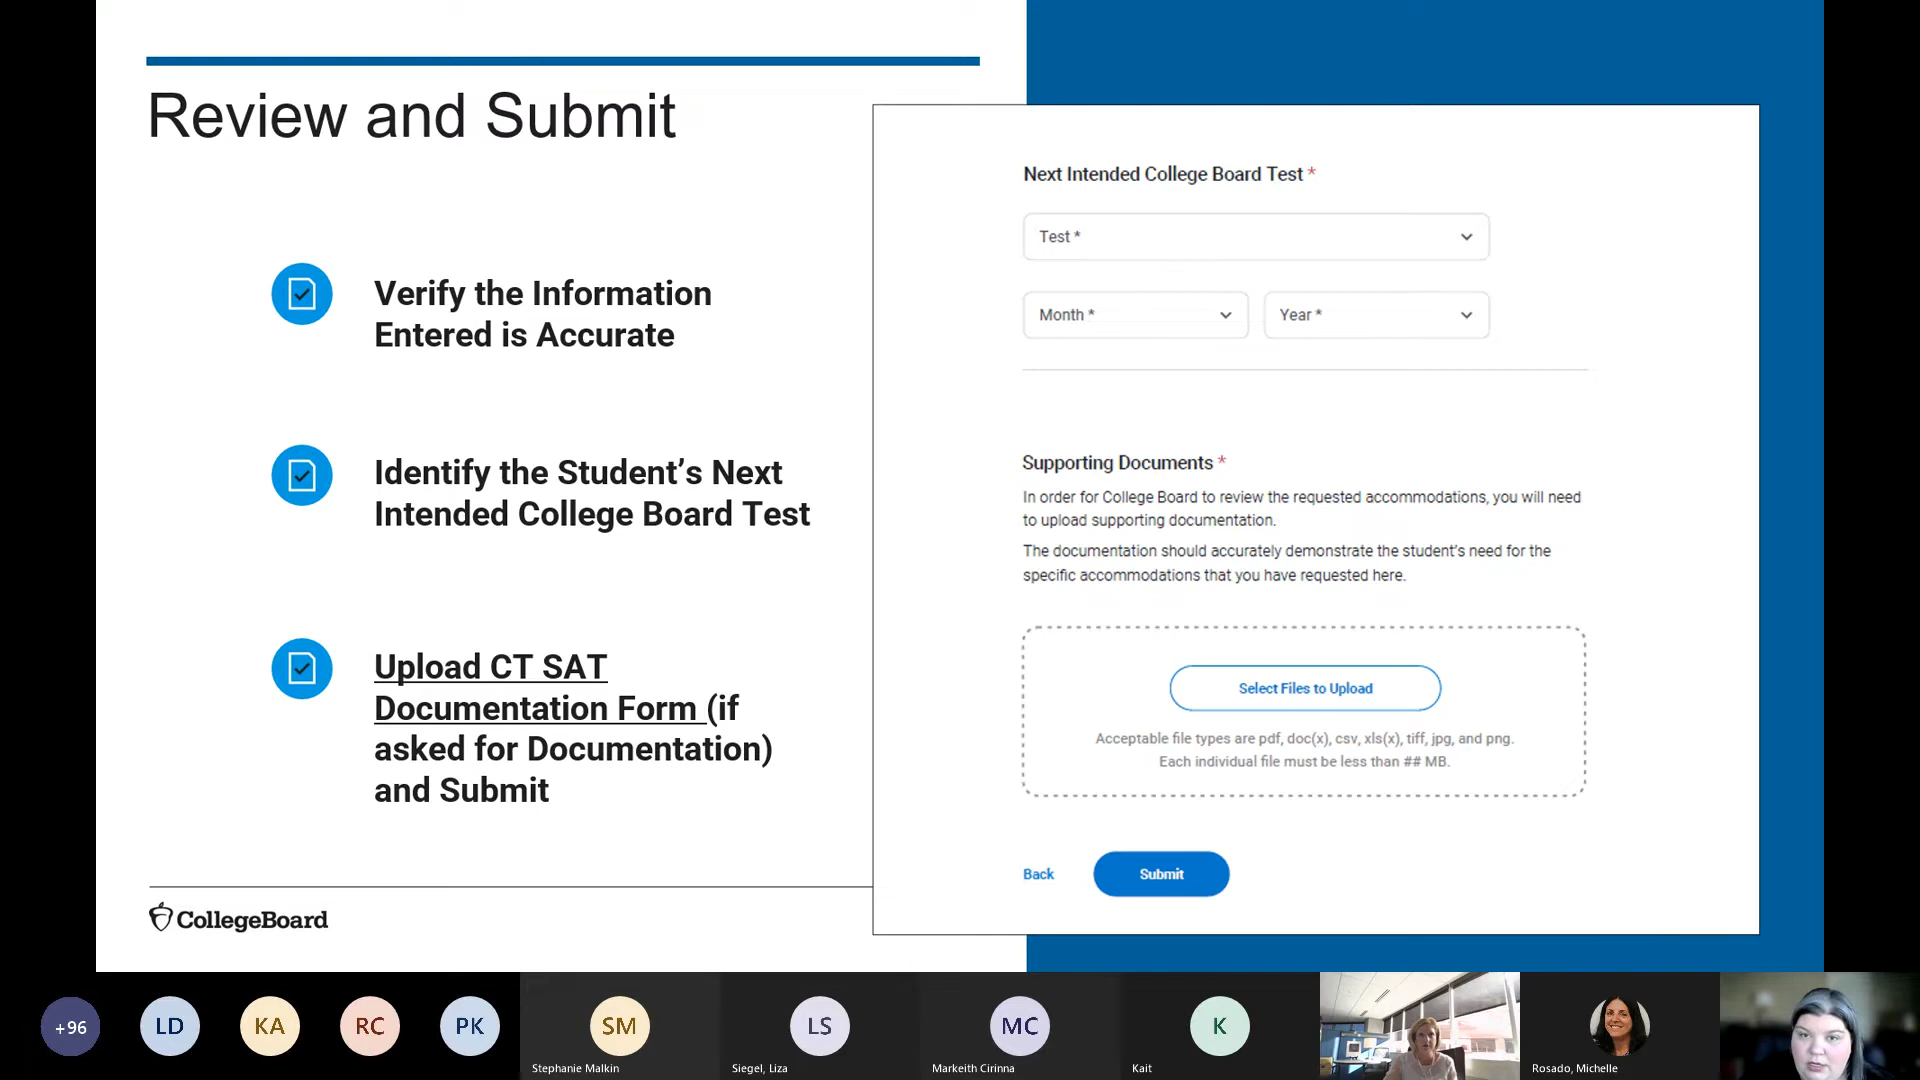 Review and Submit
Verify the Information
Entered is Accurate
Identify the Student’s Next
Intended College Board Test
Upload CT SAT
Documentation Form (if
asked for Documentation)
and Submit
CollegeBoard
Next Intended College Board Test *
Test *
Month *
Year *
Supporting Documents *
In order for College Board to review the requested accommodations, you will need
to upload supporting documentation.
The documentation should accurately demonstrate the student's need for the
specific accommodations that you have requested here.
Select Files to Upload
Acceptable file types are pdf, doc(x), csv, xls(x), tiff, jpg, and png.
Each individual file must be less than ## MB.
Back
Submit
+96
LD
KA
RC
PK
SM
Stephanie Malkin
LS
Siegel, Liza
MC
Markeith Cirinna
K
Kait
Rosado, Michelle